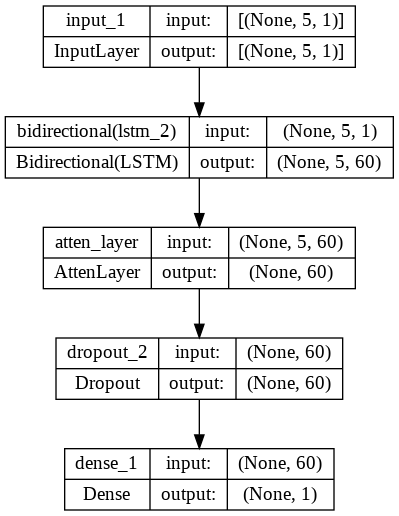 input_1 input: [(None, 5, 1)]
InputLayer output: [(None, 5, 1)]
bidirectional(lstm_2) input: (None, 5, 1)
Bidirectional(LSTM) output: (None, 5, 60)
atten_layer input: (None, 5, 60)
AttenLayer output: (None, 60)
dropout_2 input: (None, 60)
Dropout output: (None, 60)
dense_1 input: (None, 60)
Dense output: (None, 1)